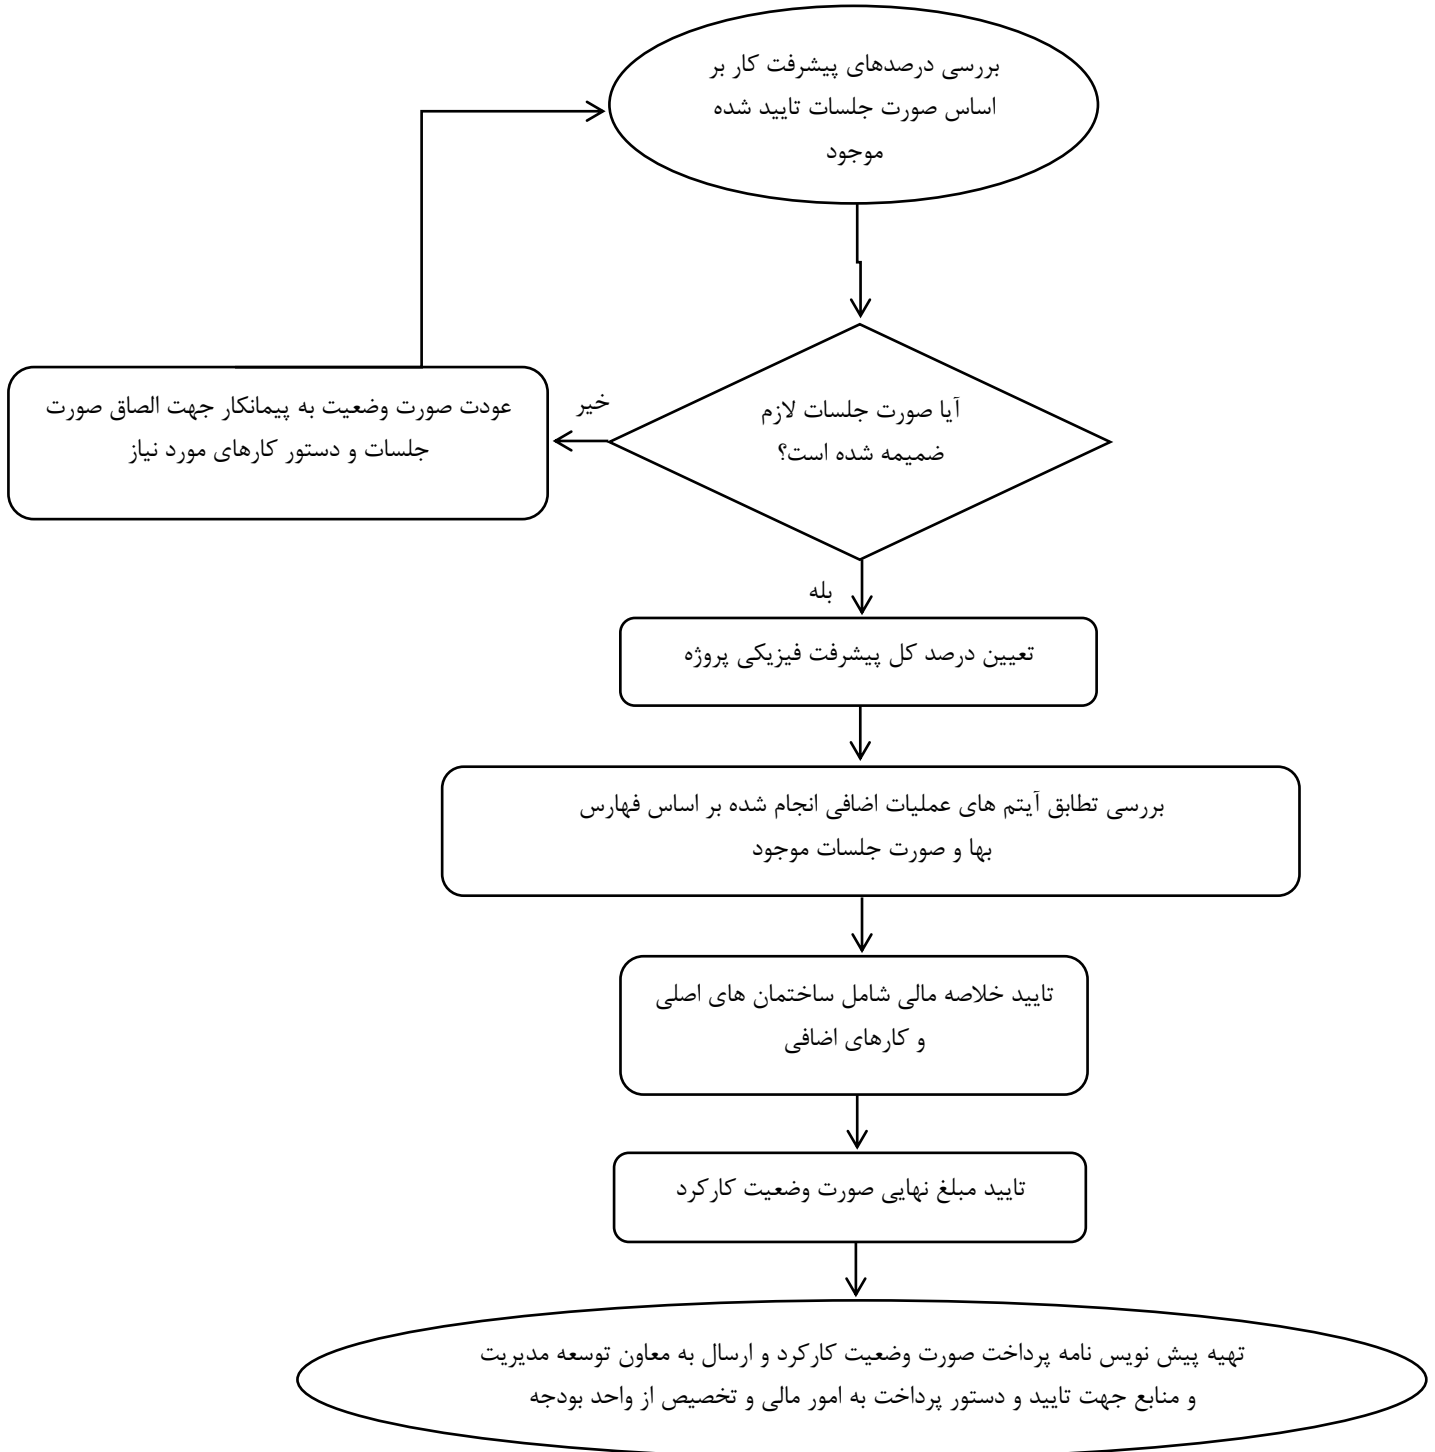 بررسی درصدهای پیشرفت کار بر
اساس صورت جلسات تایید شده
موجود
آیا صورت جلسات لازم
ضمیمه شده است؟
خیر
عودت صورت وضعیت به پیمانکار جهت الصاق صورت
جلسات و دستور کارهای مورد نیاز
بله
تعیین درصد کل پیشرفت فیزیکی پروژه
بررسی تطابق آیتم های عملیات اضافی انجام شده بر اساس فهارس
بها و صورت جلسات موجود
تایید خلاصه مالی شامل ساختمان های اصلی
و کارهای اضافی
تایید مبلغ نهایی صورت وضعیت کارکرد
تهیه پیش نویس نامه پرداخت صورت وضعیت کارکرد و ارسال به معاون توسعه مدیریت
و منابع جهت تایید و دستور پرداخت به امور مالی و تخصیص از واحد بودجه